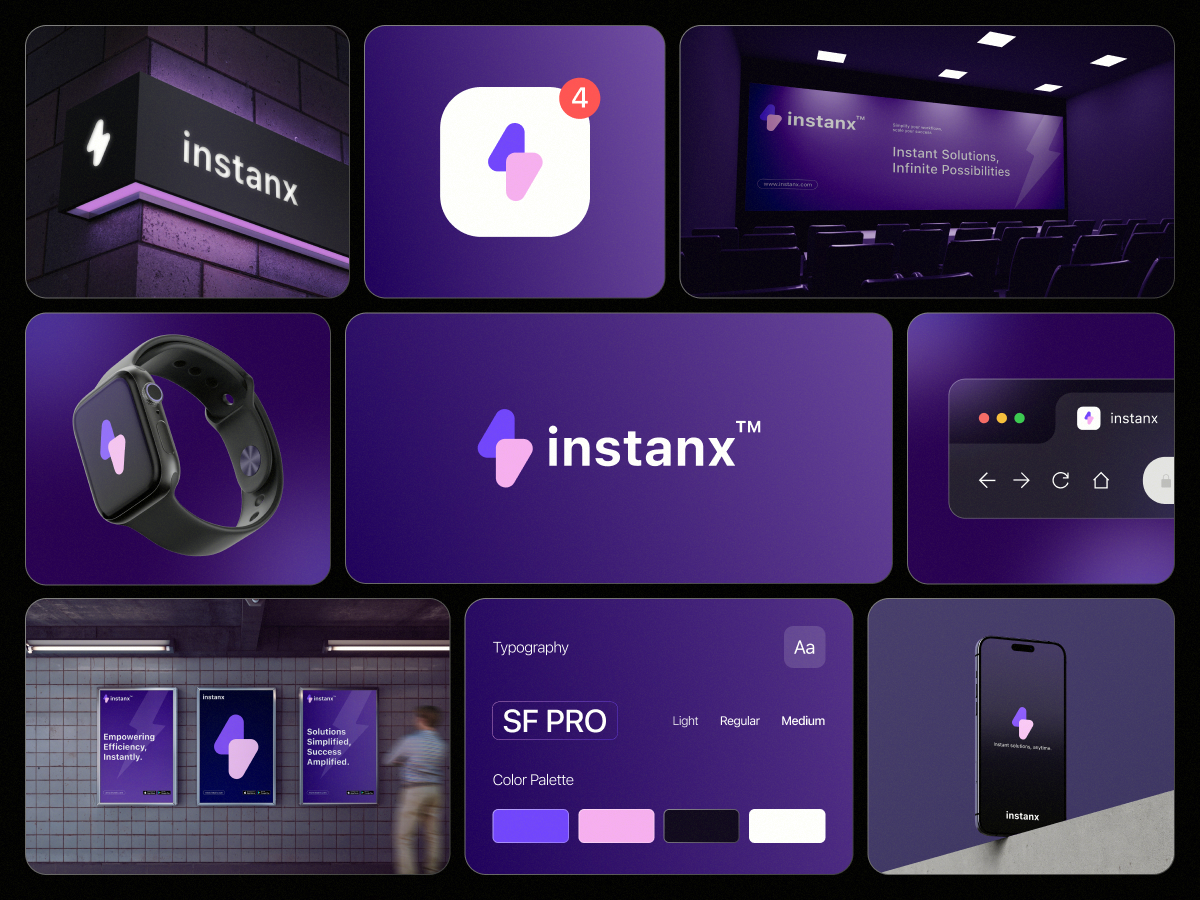 instanx
4
instanx™
Simplify your workflows,
scale your success.
Instant Solutions,
Infinite Possibilities
www.instanx.com
instanx™
instanx
instanx™
Empowering
Efficiency,
Instantly.
instanx
instanx™
Solutions
Simplified,
Success
Amplified.
Typography
Aa
SF PRO
Light Regular Medium
Color Palette
Instant solutions, anytime.
instanx